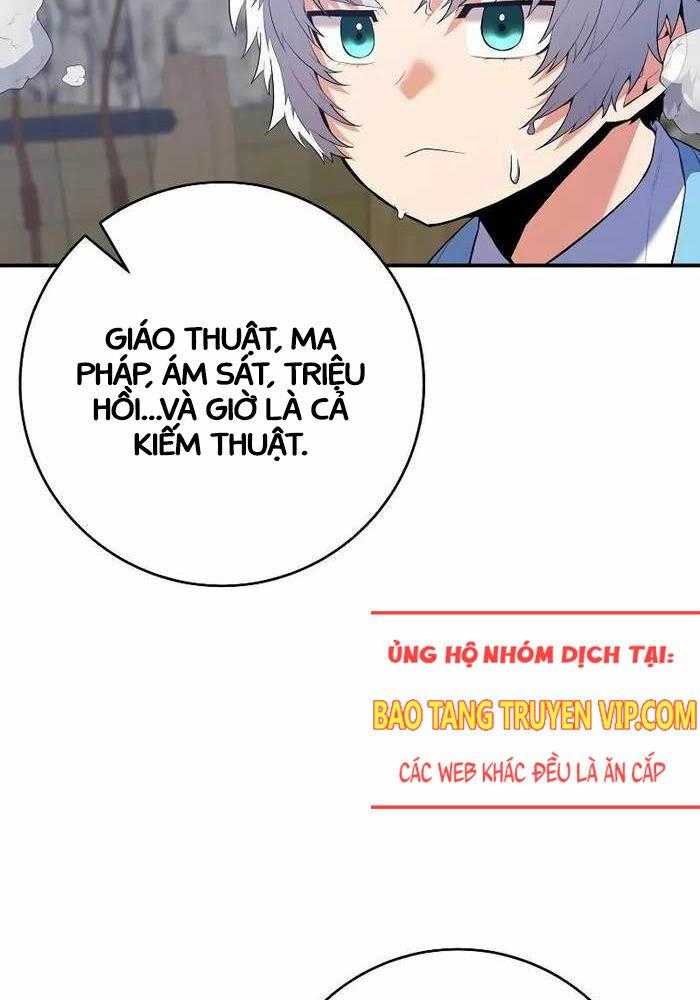 GIÁO THUẬT, MA
PHÁP, ÁM SÁT, TRIỆU
HỒI...VÀ GIỜ LÀ CẢ
KIẾM THUẬT.
ỦNG HỘ NHÓM DỊCH TẠI:
BAO TANG TRUYEN VIP.COM
CÁC WEB KHÁC ĐỀU LÀ ĂN CẮP